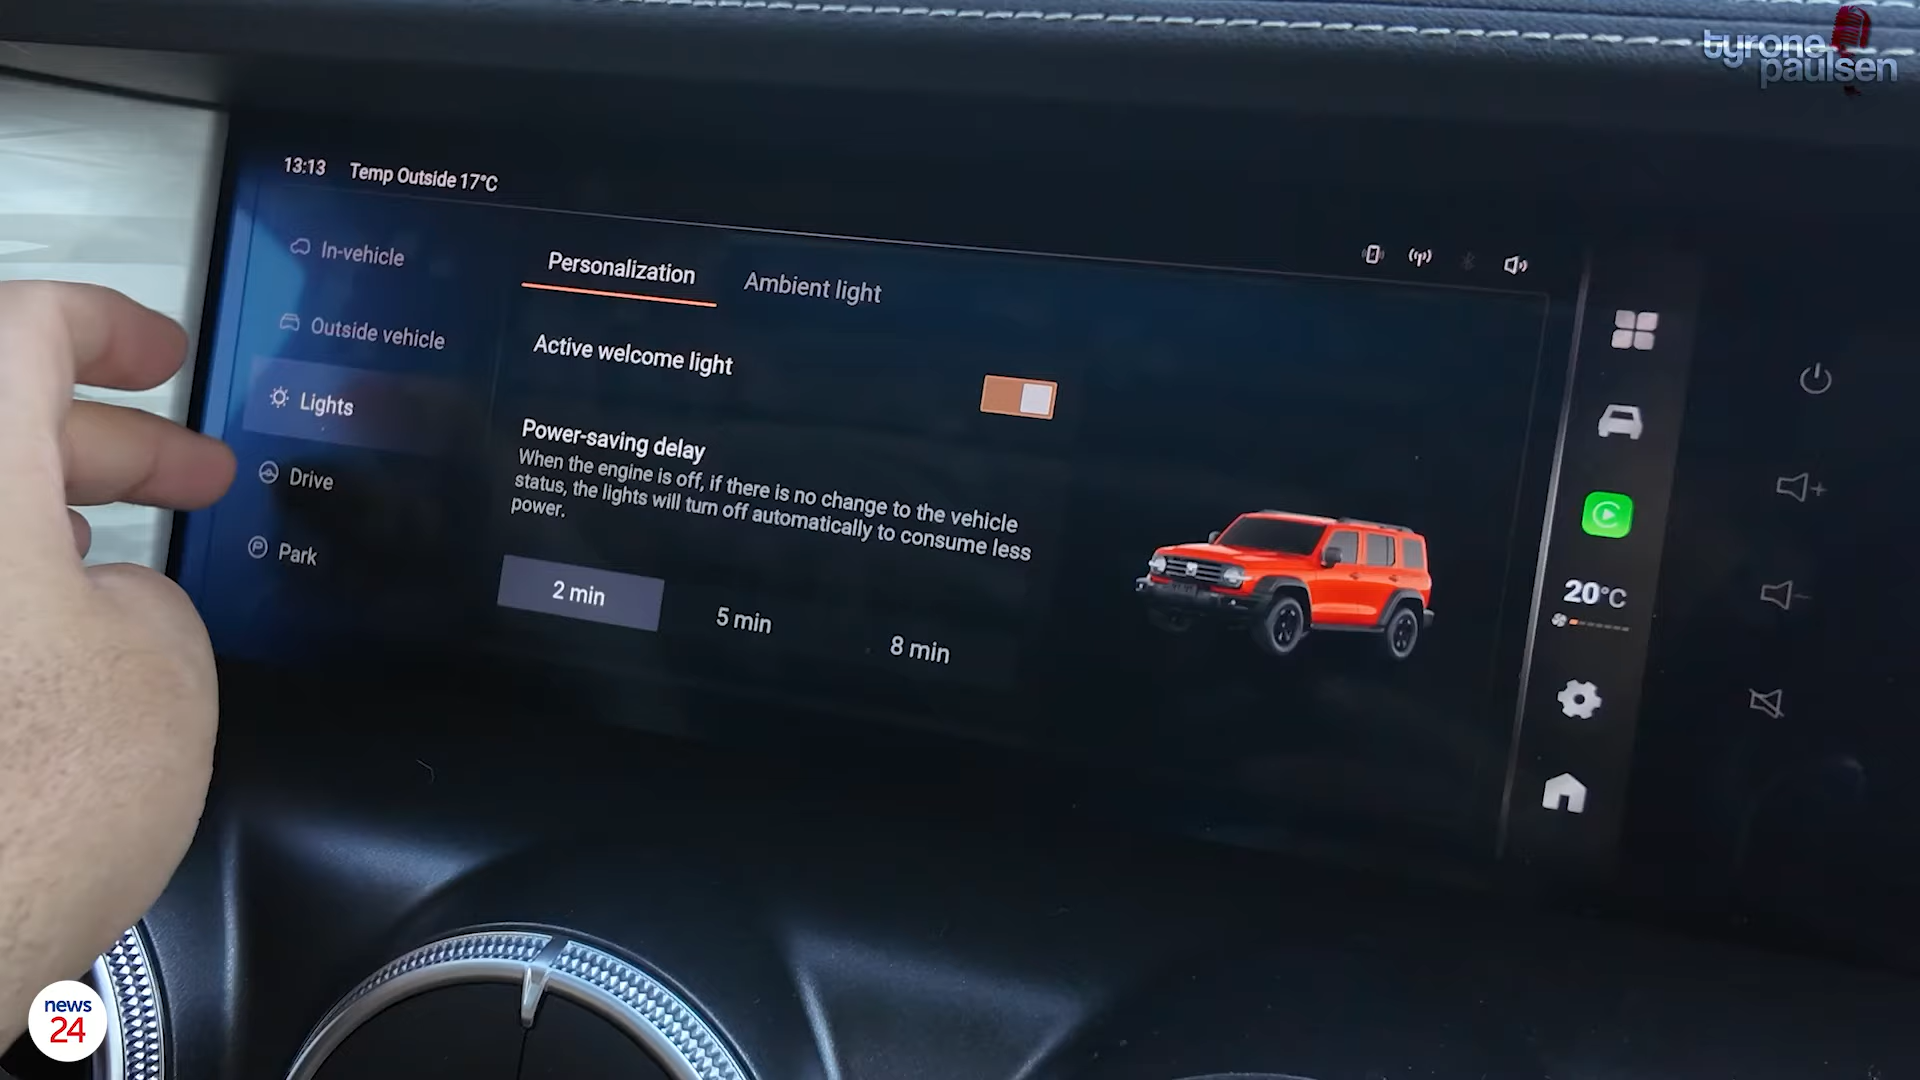 tyrone
paulsen
13:13 Temp Outside 17°C
In-vehicle
Outside vehicle
Lights
Drive
Park
Personalization Ambient light
Active welcome light
Power-saving delay
When the engine is off, if there is no change to the vehicle
status, the lights will turn off automatically to consume less
power.
2 min 5 min 8 min
20°C
news
24